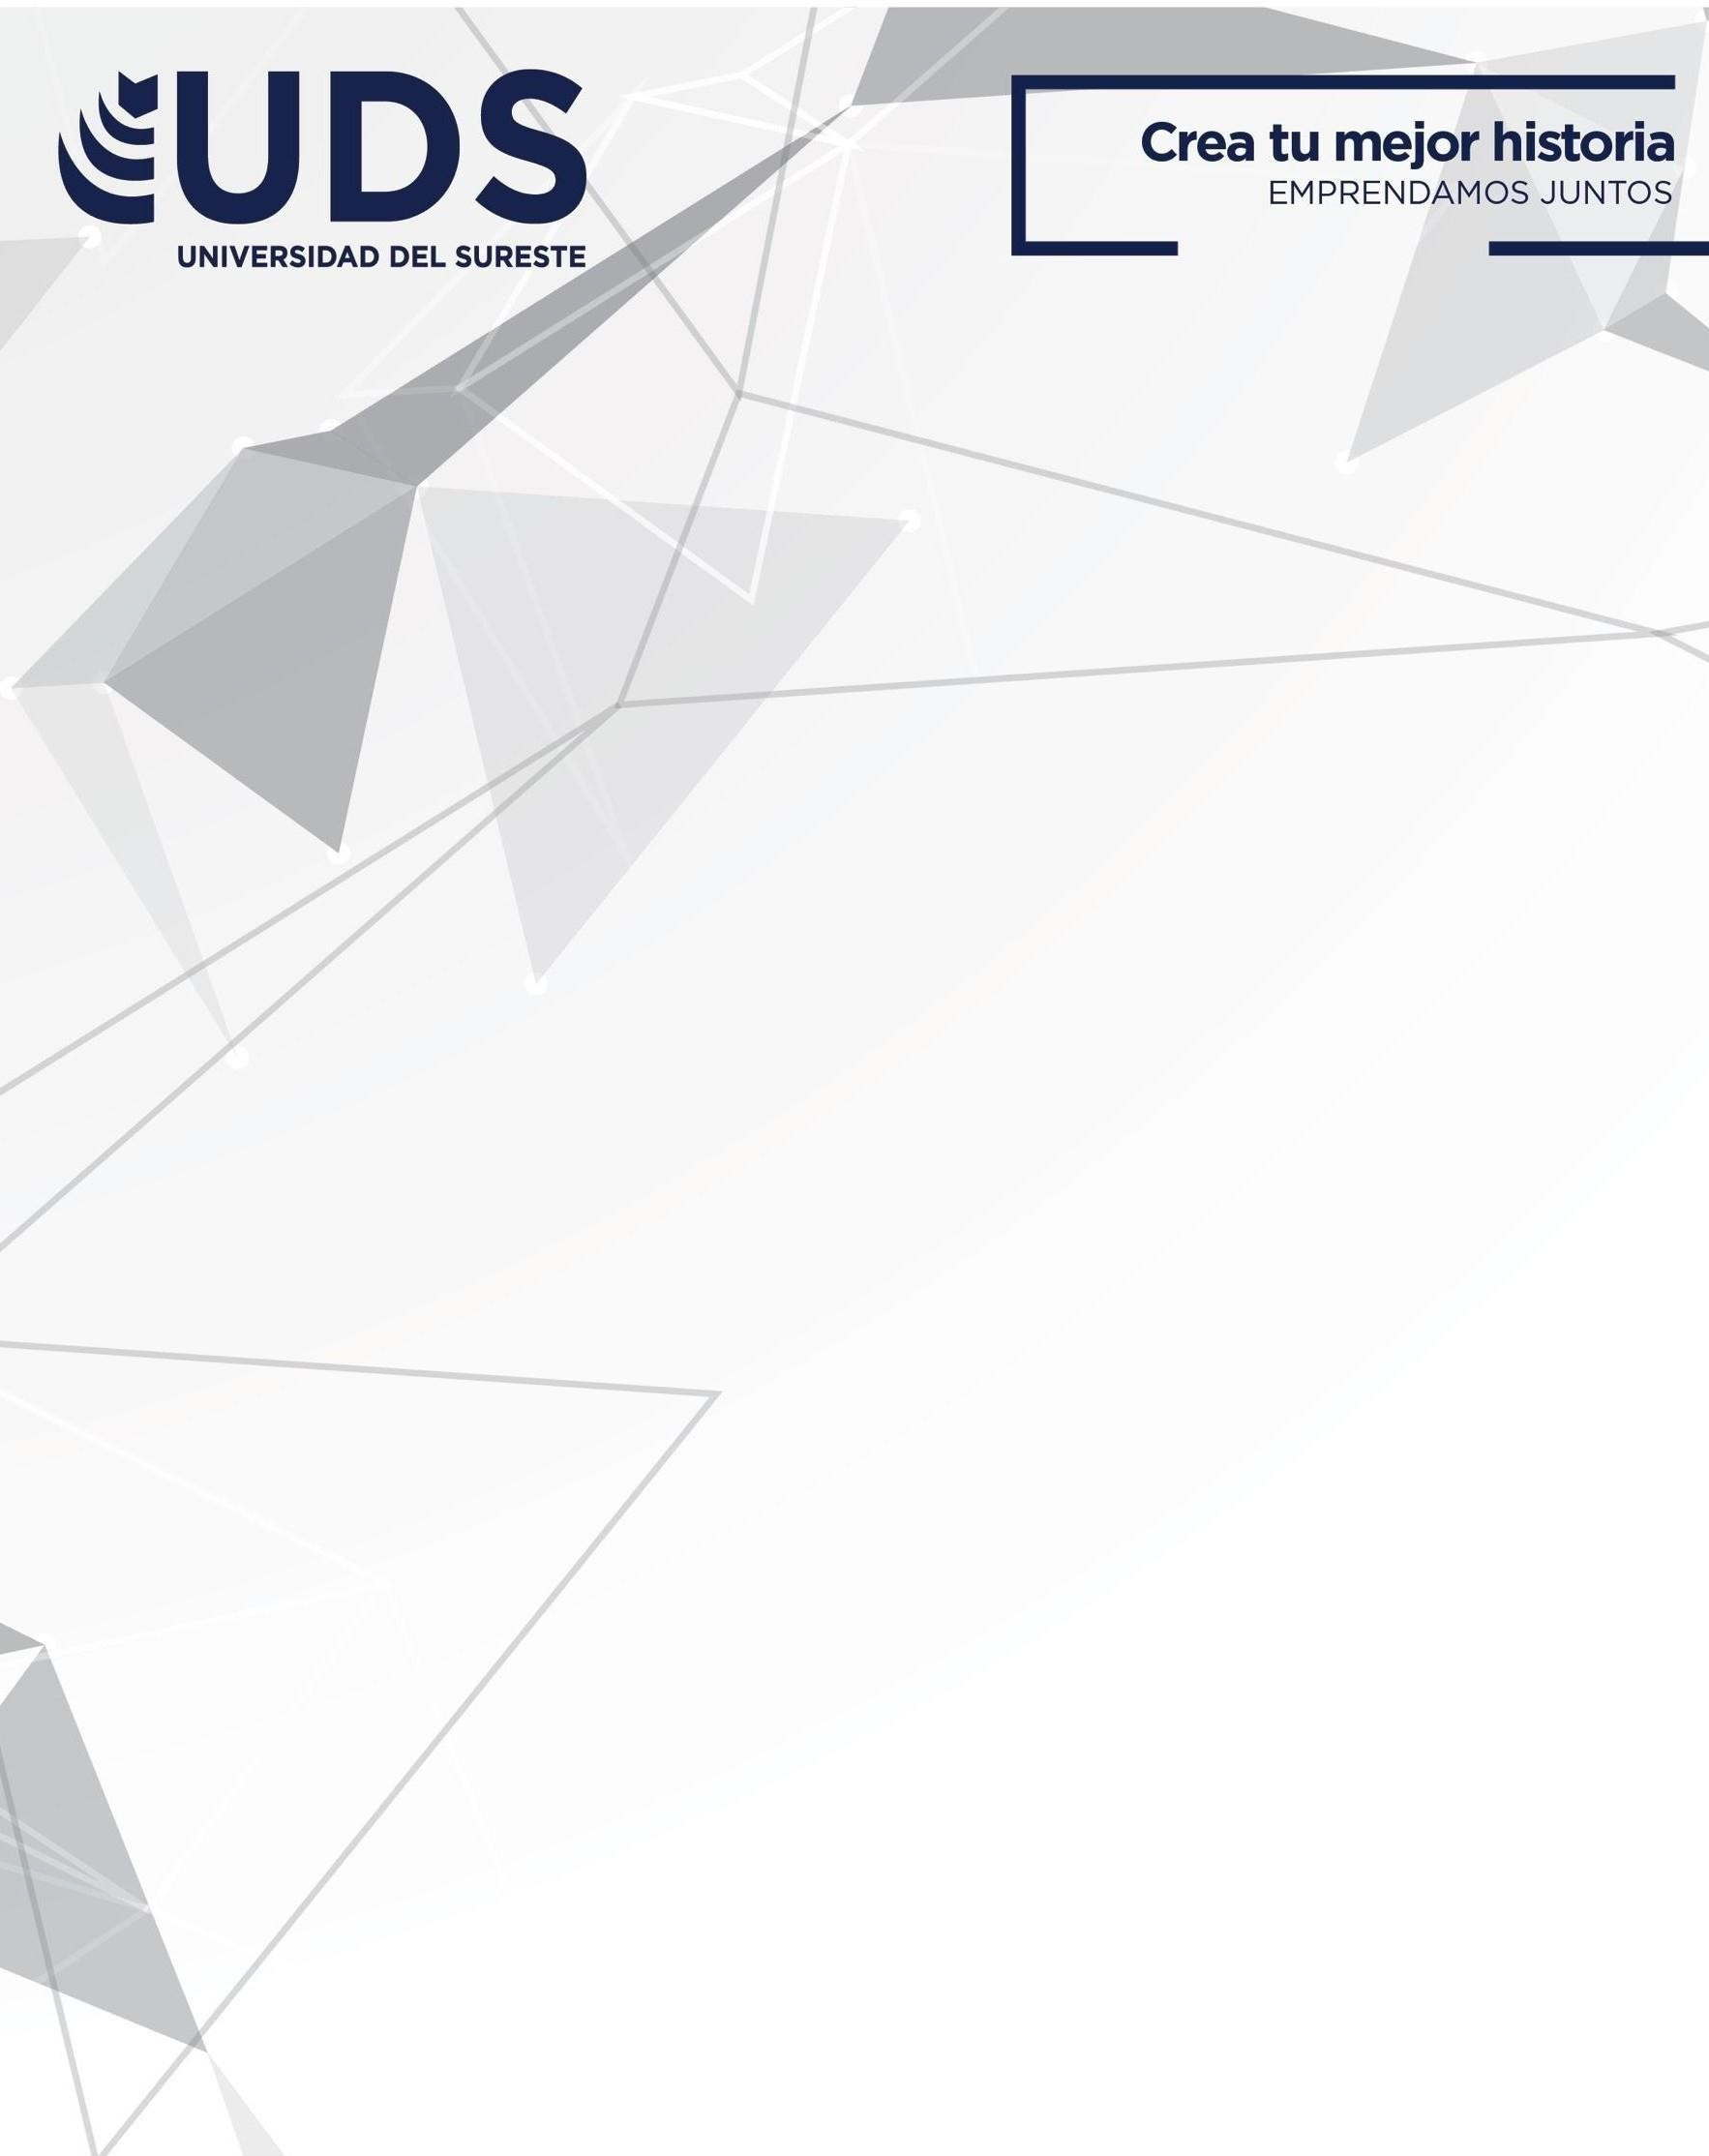 UDS
UNIVERSIDAD DEL SURESTE
Crea tu mejor historia
EMPRENDAMOS JUNTOS